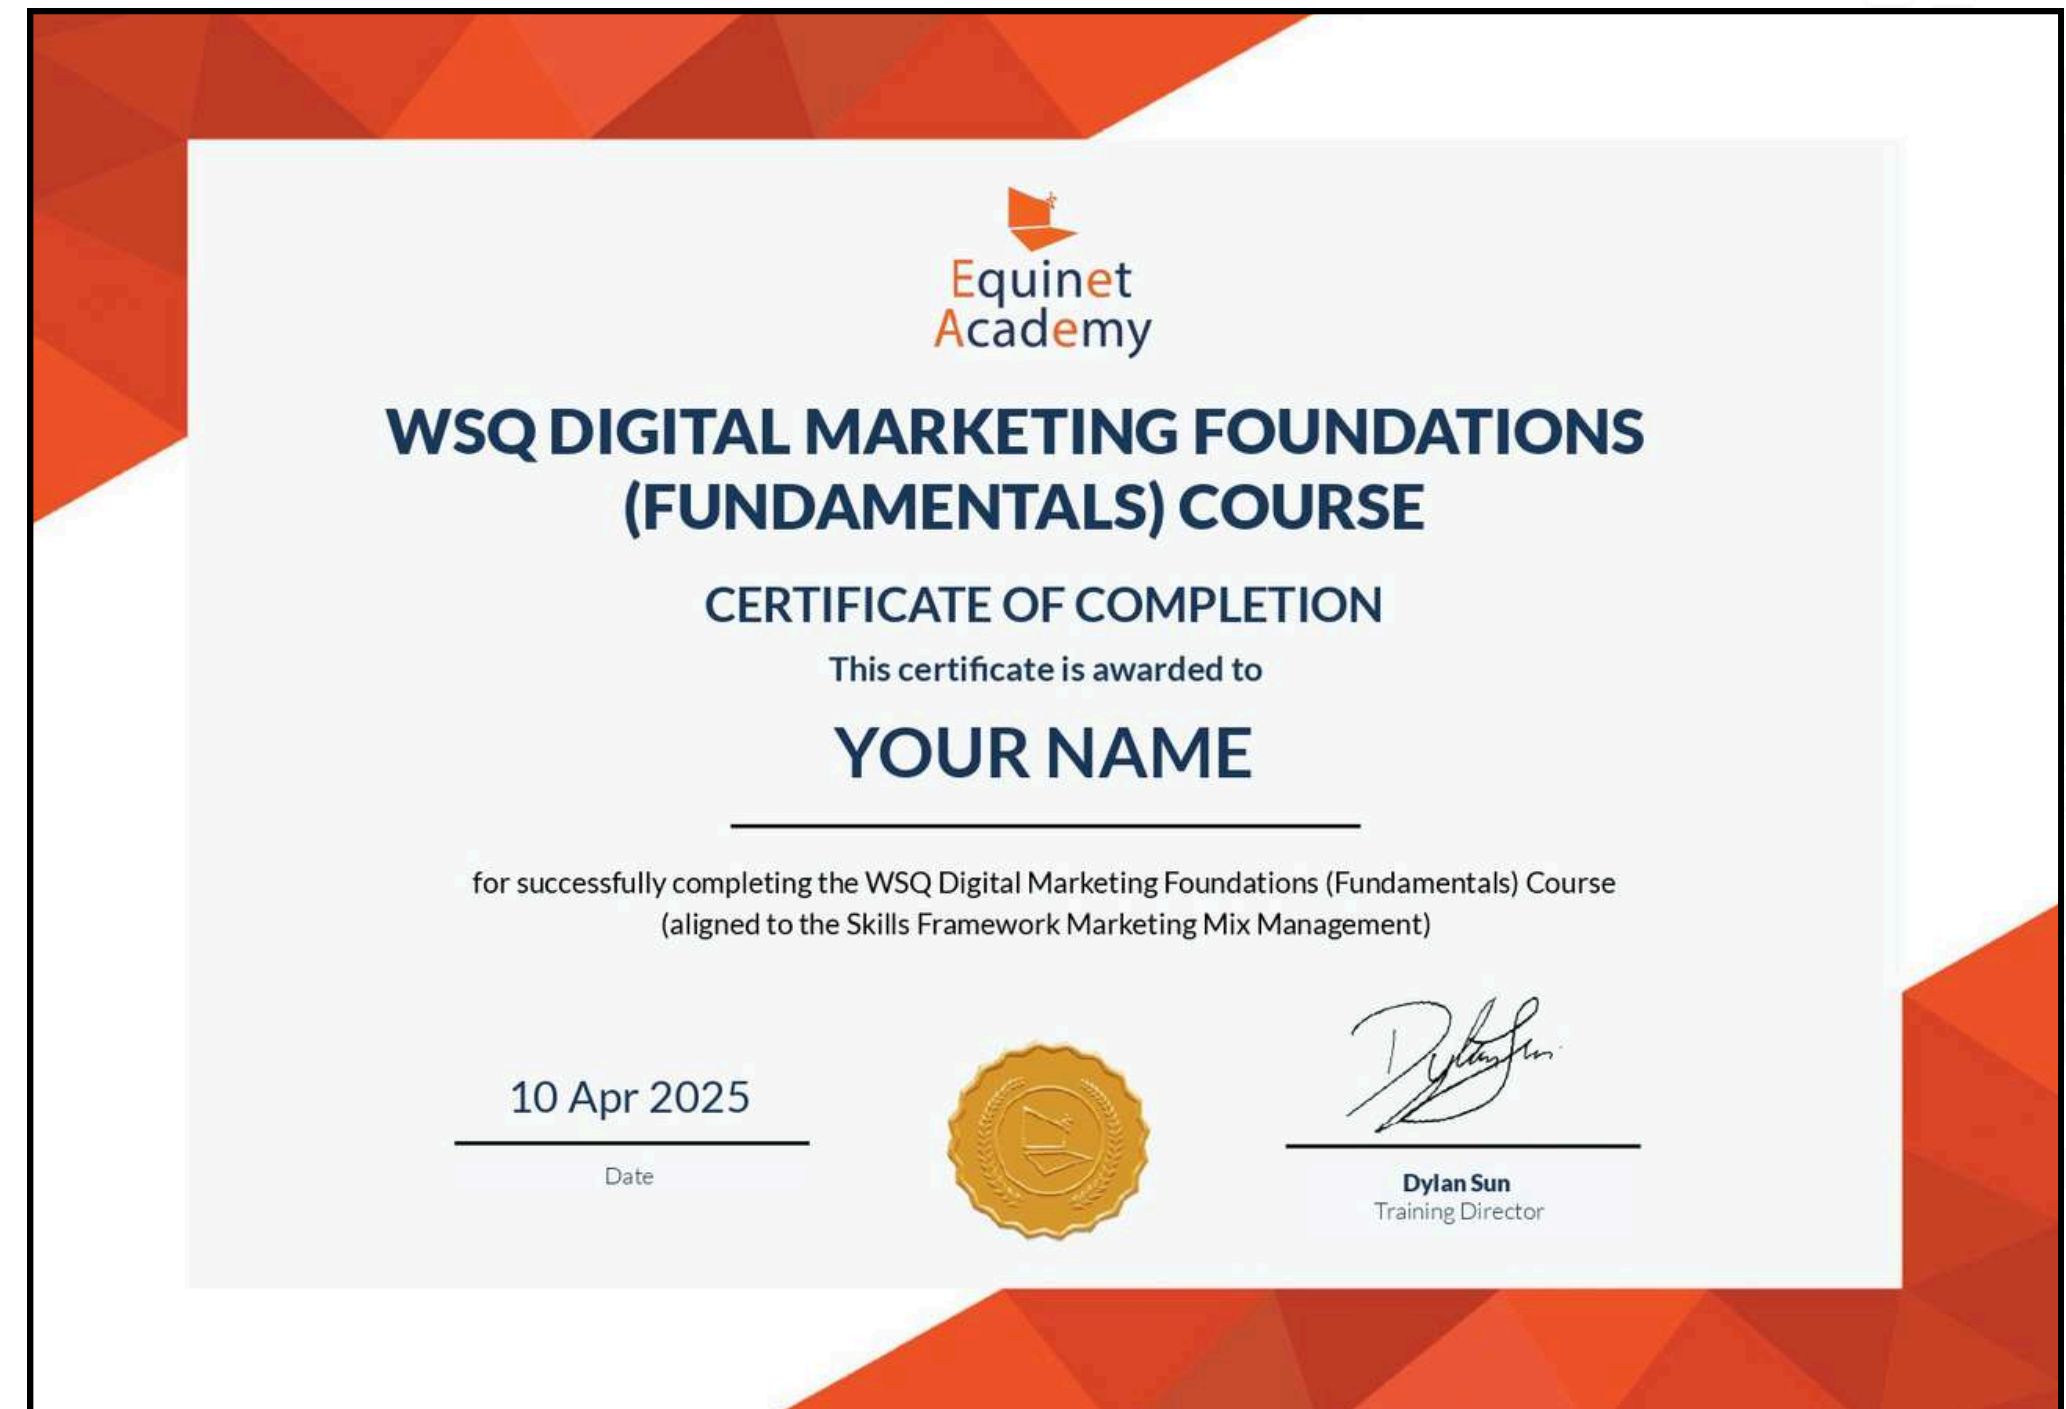 Equinet
Academy
WSQ DIGITAL MARKETING FOUNDATIONS
(FUNDAMENTALS) COURSE
CERTIFICATE OF COMPLETION
This certificate is awarded to
YOUR NAME
for successfully completing the WSQ Digital Marketing Foundations (Fundamentals) Course
(aligned to the Skills Framework Marketing Mix Management)
10 Apr 2025
Date
Dylan Sun
Dylan Sun
Training Director